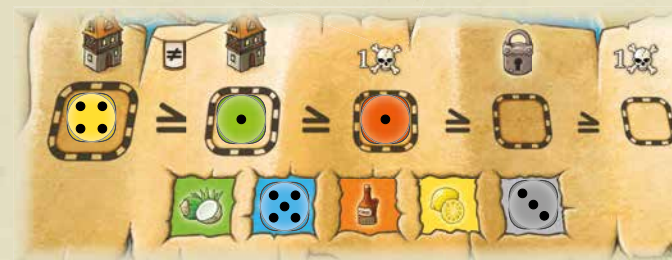 ≠ 1 1
≥ ≥ ≥ ≥